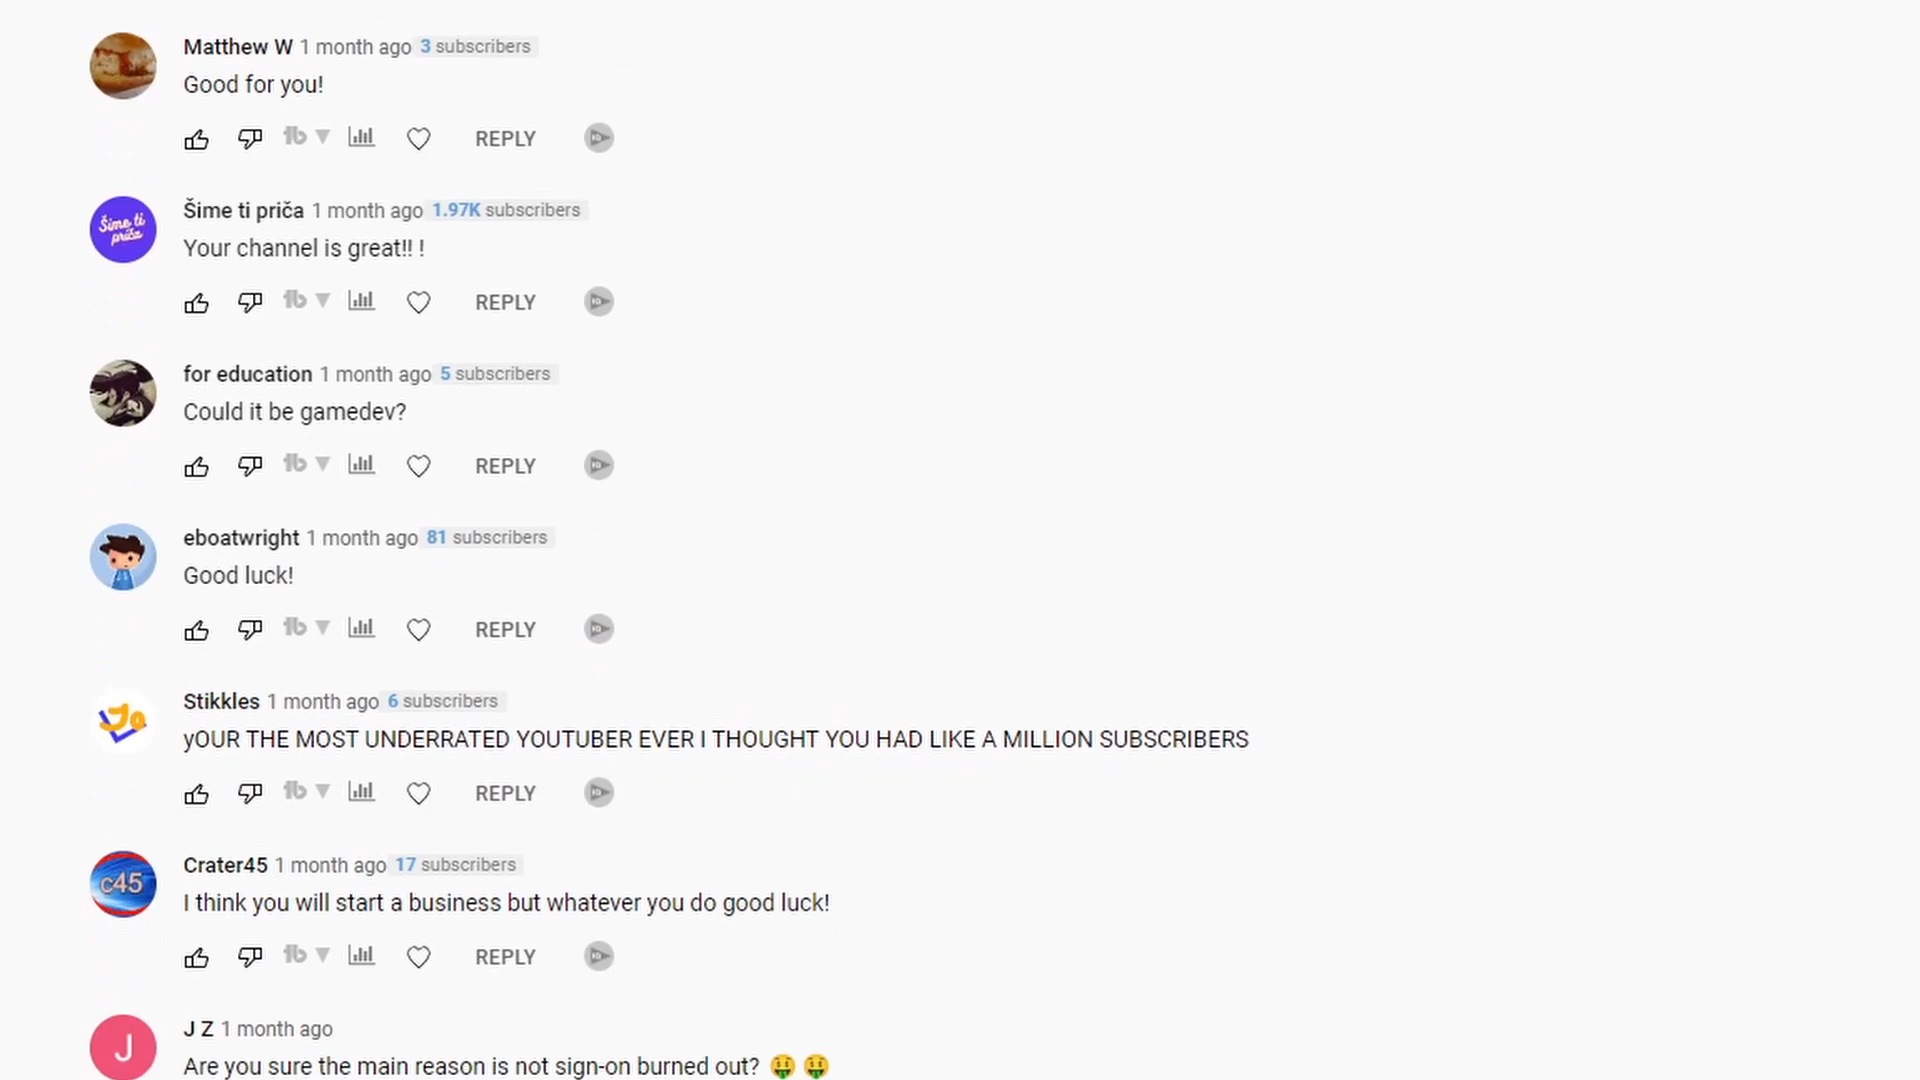 Matthew W 1 month ago 3 subscribers
Good for you!
REPLY
Šime ti priča 1 month ago 1.97K subscribers
Šime ti
priča
Your channel is great!! !
REPLY
for education 1 month ago 5 subscribers
Could it be gamedev?
REPLY
eboatwright 1 month ago 81 subscribers
Good luck!
REPLY
Stikkles 1 month ago 6 subscribers
yOUR THE MOST UNDERRATED YOUTUBER EVER I THOUGHT YOU HAD LIKE A MILLION SUBSCRIBERS
REPLY
Crater45 1 month ago 17 subscribers
c45
I think you will start a business but whatever you do good luck!
REPLY
J Z 1 month ago
J
Are you sure the main reason is not sign-on burned out? 🤑 🤑